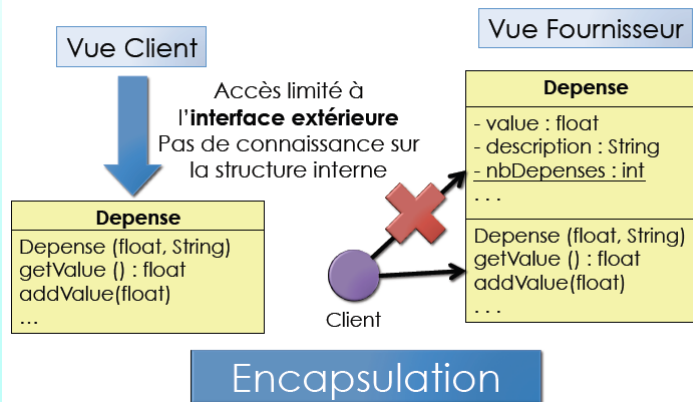 Vue Client
Accès limité à
l'interface extérieure
Pas de connaissance sur
la structure interne
Depense
Depense (float, String)
getValue () : float
addValue(float)
...
Client
Vue Fournisseur
Depense
- value : float
- description : String
- nbDepenses : int
. . .
Depense (float, String)
getValue () : float
addValue(float)
. . .
Encapsulation